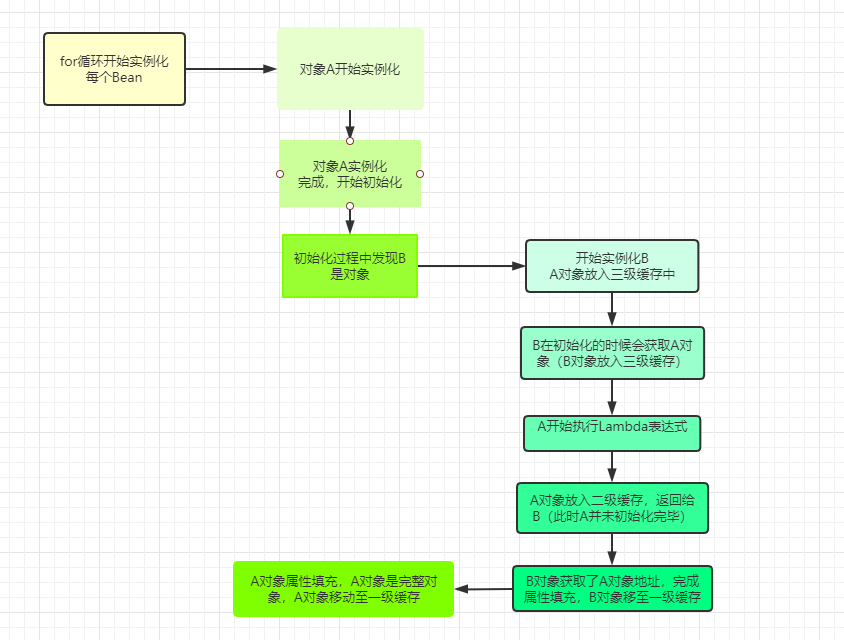 for循环开始实例化
每个Bean
对象A开始实例化
对象A实例化
完成，开始初始化
初始化过程中发现B
是对象
开始实例化B
A对象放入三级缓存中
B在初始化的时候会获取A对
象（B对象放入三级缓存）
A开始执行Lambda表达式
A对象放入二级缓存，返回给
B（此时A并未初始化完毕）
B对象获取了A对象地址，完成
属性填充，B对象移至一级缓存
A对象属性填充，A对象是完整对
象，A对象移动至一级缓存